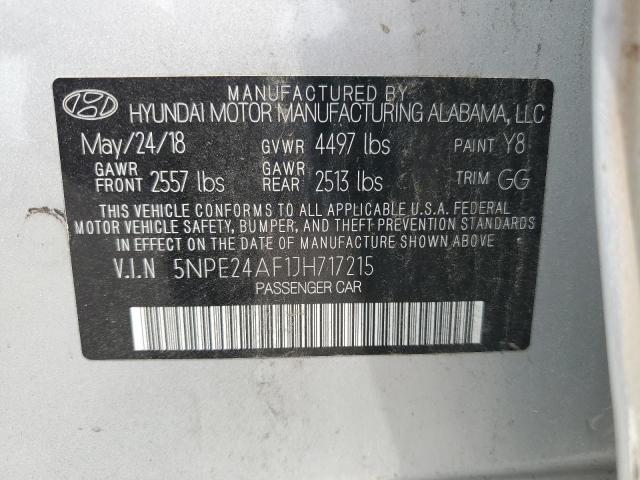 MANUFACTURED BY
HYUNDAI MOTOR MANUFACTURING ALABAMA, LLC
May/24/18 GVWR 4497 lbs PAINT Y8
GAWR FRONT 2557 lbs GAWR REAR 2513 lbs TRIM GG
THIS VEHICLE CONFORMS TO ALL APPLICABLE U.S.A. FEDERAL
MOTOR VEHICLE SAFETY, BUMPER, AND THEFT PREVENTION STANDARDS
IN EFFECT ON THE DATE OF MANUFACTURE SHOWN ABOVE.
V.I.N 5NPE24AF1JH717215
PASSENGER CAR